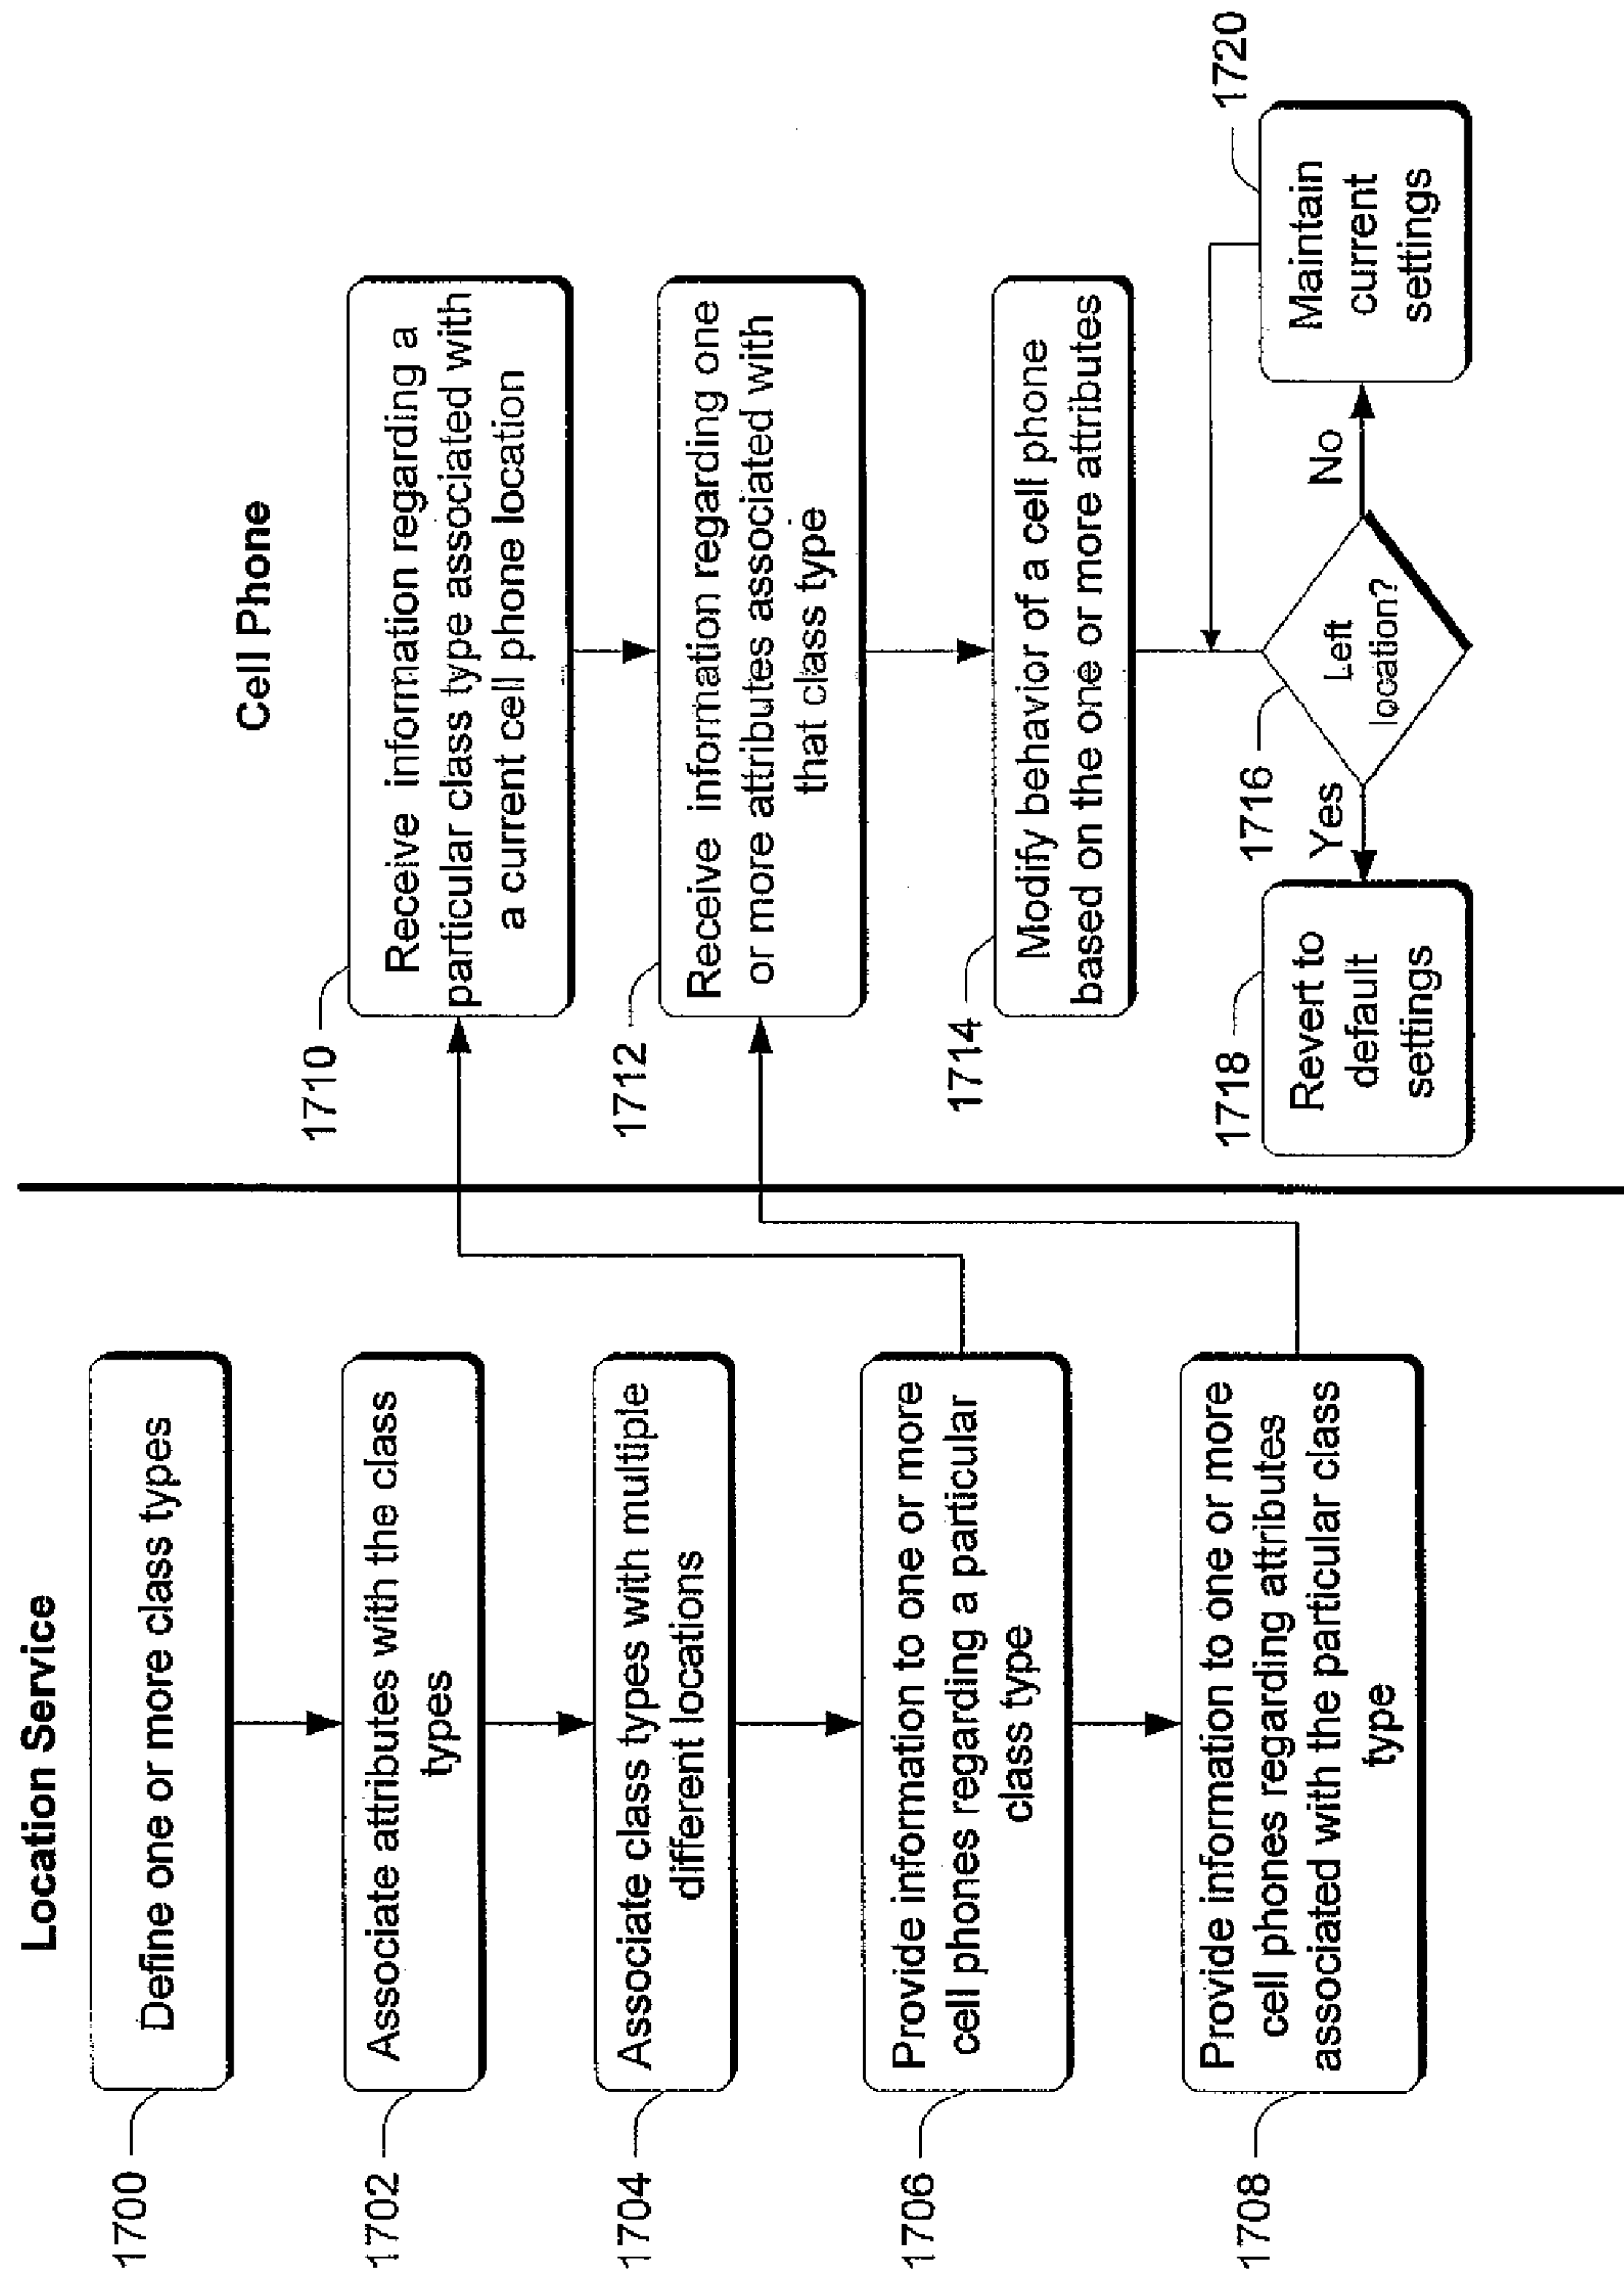 Location Service
1700
Define one or more class types
1702
Associate attributes with the class
types
1704
Associate class types with multiple
different locations
1706
Provide information to one or more
cell phones regarding a particular
class type
1708
Provide information to one or more
cell phones regarding attributes
associated with the particular class
type
Cell Phone
1710
Receive information regarding a
particular class type associated with
a current cell phone location
1712
Receive information regarding one
or more attributes associated with
that class type
1714
Modify behavior of a cell phone
based on the one or more attributes
1716
Left
location?
Yes
No
1718
Revert to
default
settings
1720
Maintain
current
settings